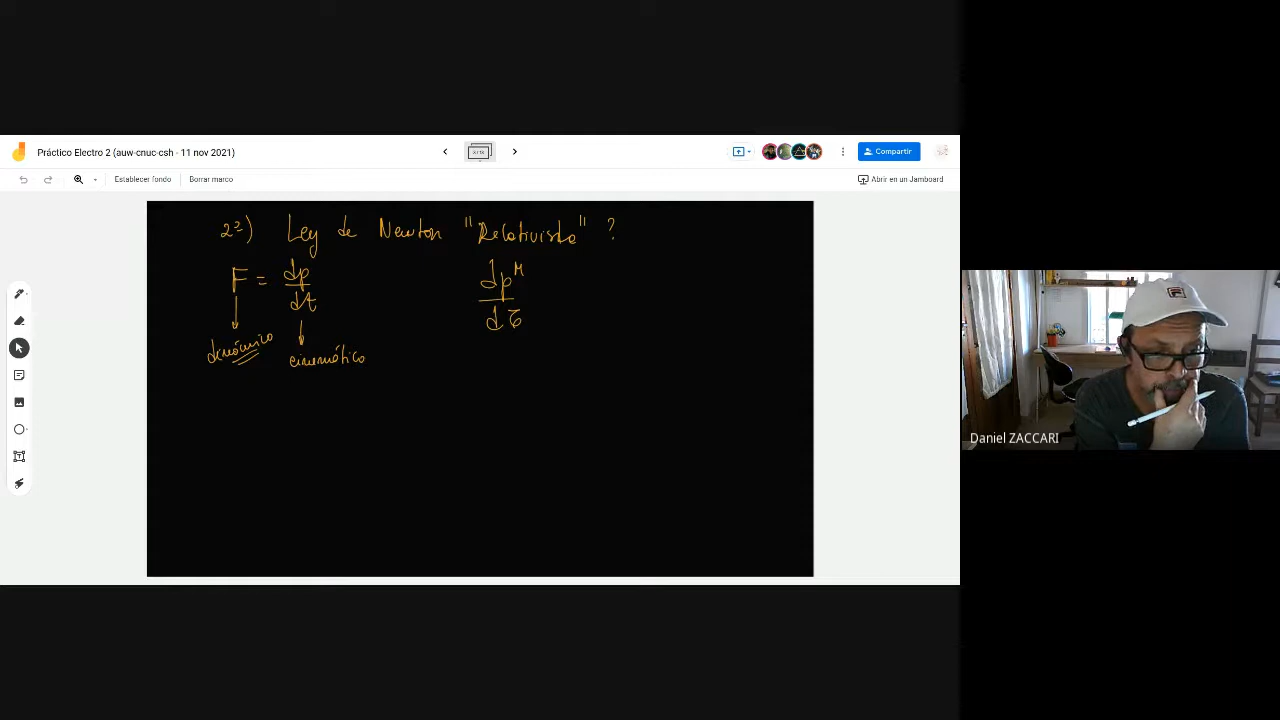 Práctico Electro 2 (auw-cnuc-csh - 11 nov 2021)
Compartir
Establecer fondo
Borrar marco
Abrir en un Jamboard
2ª) Ley de Newton "Relativista" ?
F = dp/dt
dp^μ/dτ
dinámico
cinemático
Daniel ZACCARI